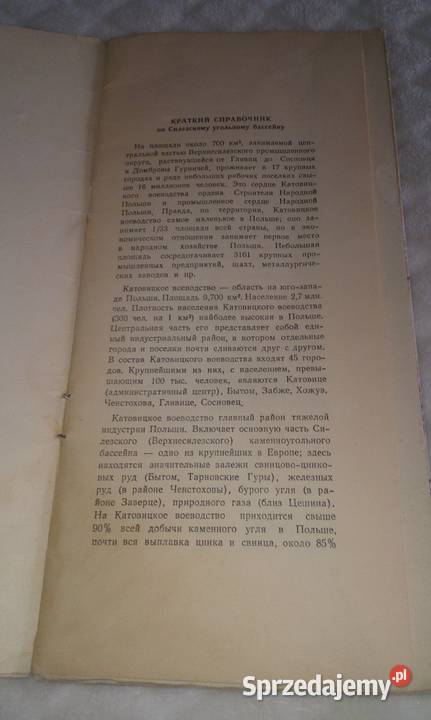 КРАТКИЙ СПРАВОЧНИК
по Силезскому угольному бассейну
На площади около 700 км², занимаемой цен-
тральной частью Верхнесилезского промышленного
округа, растянувшейся от Гливиц до Сосновца
и Домбровы Гурничей, проживает в 17 крупных
городах и ряде небольших рабочих поселках свы-
ше 16 миллионов человек. Это сердце Катовиц-
кого воеводства ордена Строители Народной
Польши и промышленное сердце Народной
Польши, Правда, по территории, Катовицкое
воеводство самое маленькое в Польше; оно за-
нимает 1/33 площади всей страны, но в эко-
номическом отношении занимает первое место
в народном хозяйстве Польши. Небольшая
площадь сосредотачивает 3161 крупных про-
мышленных предприятий, шахт, металлургичес-
ких заводов и пр.
Катовицкое воеводство — область на юго-запа-
де Польши. Площадь 9,700 км². Население 2,7 млн.
чел. Плотность населения Катовицкого воеводства
(300 чел. на 1 км²) наиболее высокая в Польше.
Центральная часть его представляет собой еди-
ный индустриальный район, в котором отдельные
города и поселки почти сливаются друг с другом.
В состав Катовицкого воеводства входят 45 горо-
дов. Крупнейшими из них, с населением, превы-
шающим 100 тыс. человек, являются Катовице
(административный центр), Бытом, Забже, Хожув,
Ченстохова, Гливице, Сосновец.
Катовицкое воеводство главный район тяжелой
индустрии Польши. Включает основную часть Си-
лезского (Верхнесилезского) каменноугольного
бассейна — одно из крупнейших в Европе; здесь
находятся значительные залежи свинцово-цинко-
вых руд (Бытом, Тарновские Гуры), железных
руд (в районе Ченстоховы), бурого угля (в ра-
йоне Заверце), природного газа (близ Цешина).
На Катовицкое воеводство приходится свыше
90% всей добычи каменного угля в Польше,
почти вся выплавка цинка и свинца, около 85%
Sprzedajemy.pl